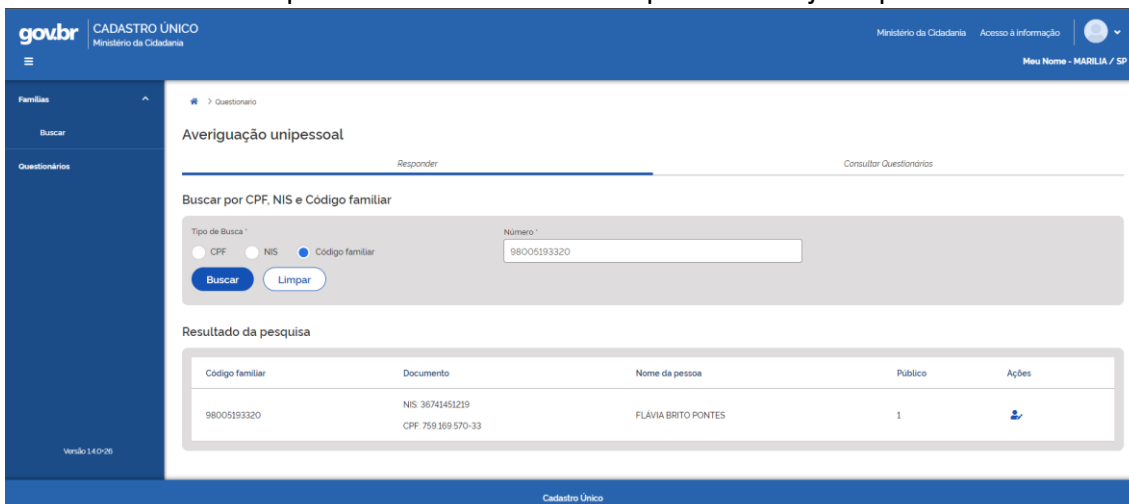 gov.br
CADASTRO ÚNICO
Ministério da Cidadania
Ministério da Cidadania
Acesso à informação
Meu Nome - MARILIA / SP
Famílias
Buscar
Questionários
> Questionario
Averiguação unipessoal
Responder
Consultar Questionários
Buscar por CPF, NIS e Código familiar
Tipo de Busca *
CPF
NIS
Código familiar
Número *
98005193320
Buscar
Limpar
Resultado da pesquisa
Código familiar
Documento
Nome da pessoa
Público
Ações
98005193320
NIS: 36741451219
CPF: 759.169.570-33
FLÁVIA BRITO PONTES
1
Versão 1.4.0-26
Cadastro Único